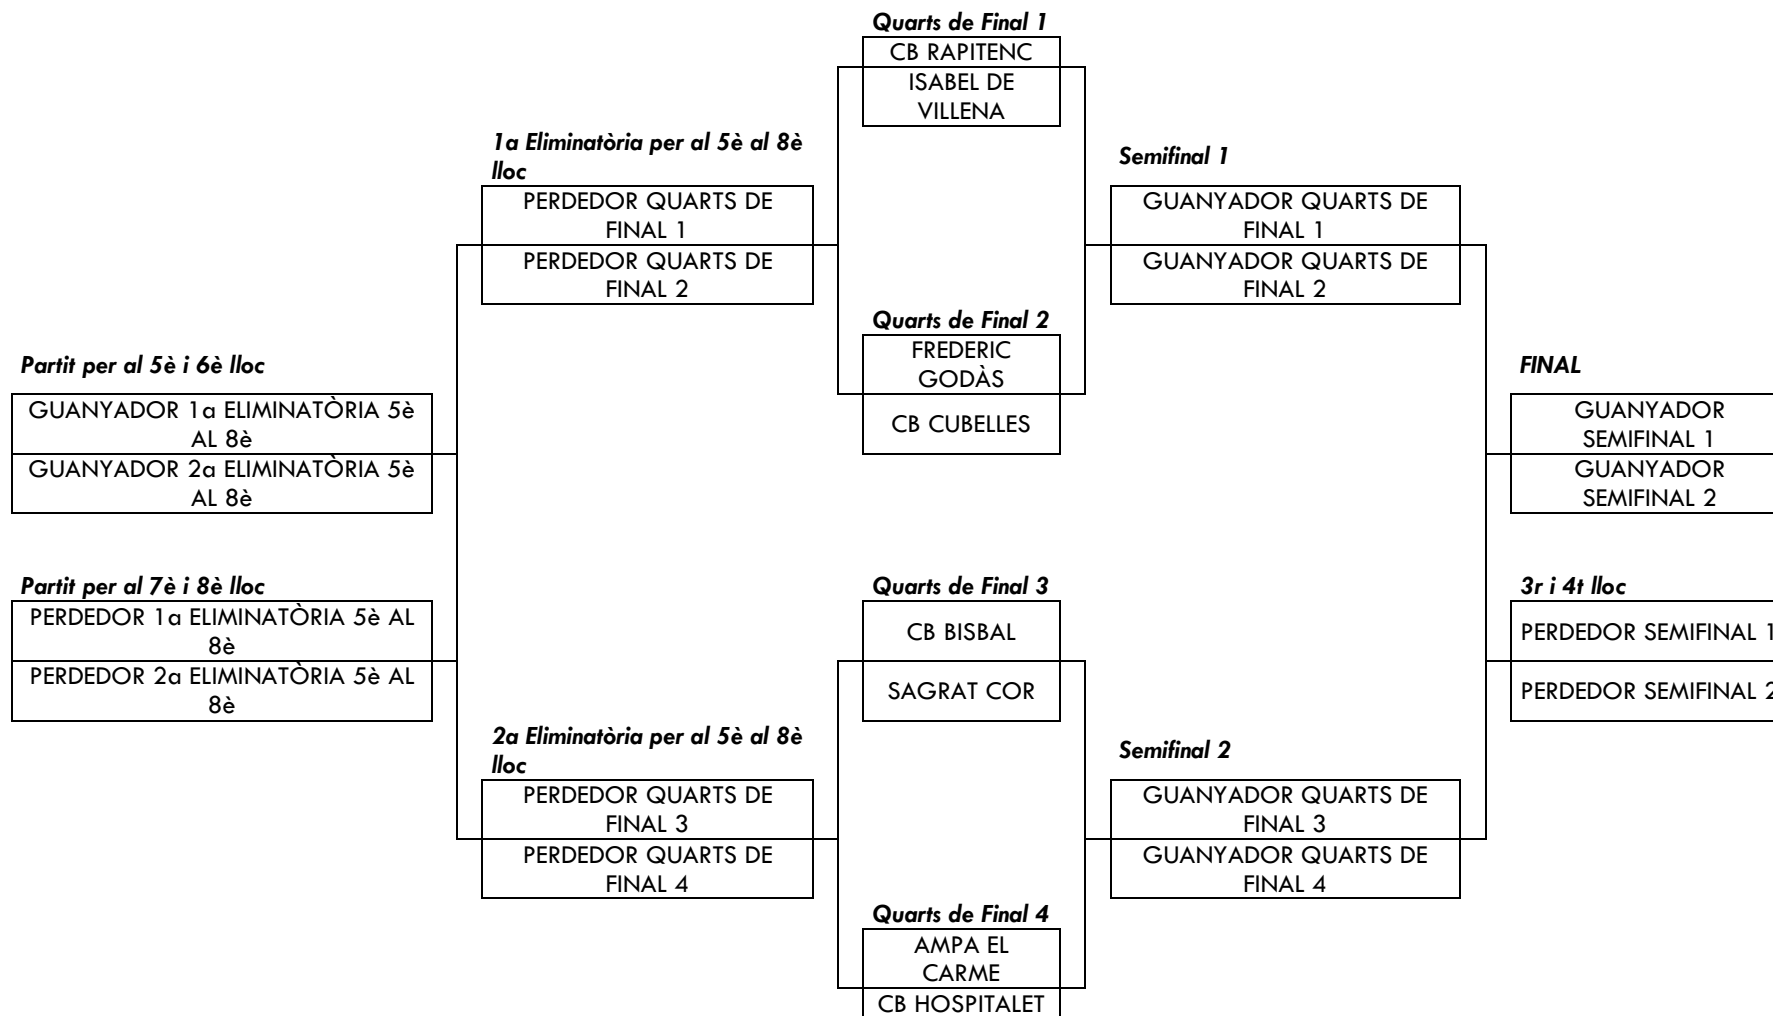 Quarts de Final 1
CB RAPITENC
ISABEL DE
VILLENA
1a Eliminatòria per al 5è al 8è
lloc
Semifinal 1
PERDEDOR QUARTS DE
FINAL 1
PERDEDOR QUARTS DE
FINAL 2
GUANYADOR QUARTS DE
FINAL 1
GUANYADOR QUARTS DE
FINAL 2
Quarts de Final 2
FREDERIC
GODÀS
CB CUBELLES
Partit per al 5è i 6è lloc
GUANYADOR 1a ELIMINATÒRIA 5è
AL 8è
GUANYADOR 2a ELIMINATÒRIA 5è
AL 8è
FINAL
GUANYADOR
SEMIFINAL 1
GUANYADOR
SEMIFINAL 2
Partit per al 7è i 8è lloc
PERDEDOR 1a ELIMINATÒRIA 5è AL
8è
PERDEDOR 2a ELIMINATÒRIA 5è AL
8è
Quarts de Final 3
CB BISBAL
SAGRAT COR
3r i 4t lloc
PERDEDOR SEMIFINAL 1
PERDEDOR SEMIFINAL 2
2a Eliminatòria per al 5è al 8è
lloc
Semifinal 2
PERDEDOR QUARTS DE
FINAL 3
PERDEDOR QUARTS DE
FINAL 4
GUANYADOR QUARTS DE
FINAL 3
GUANYADOR QUARTS DE
FINAL 4
Quarts de Final 4
AMPA EL
CARME
CB HOSPITALET